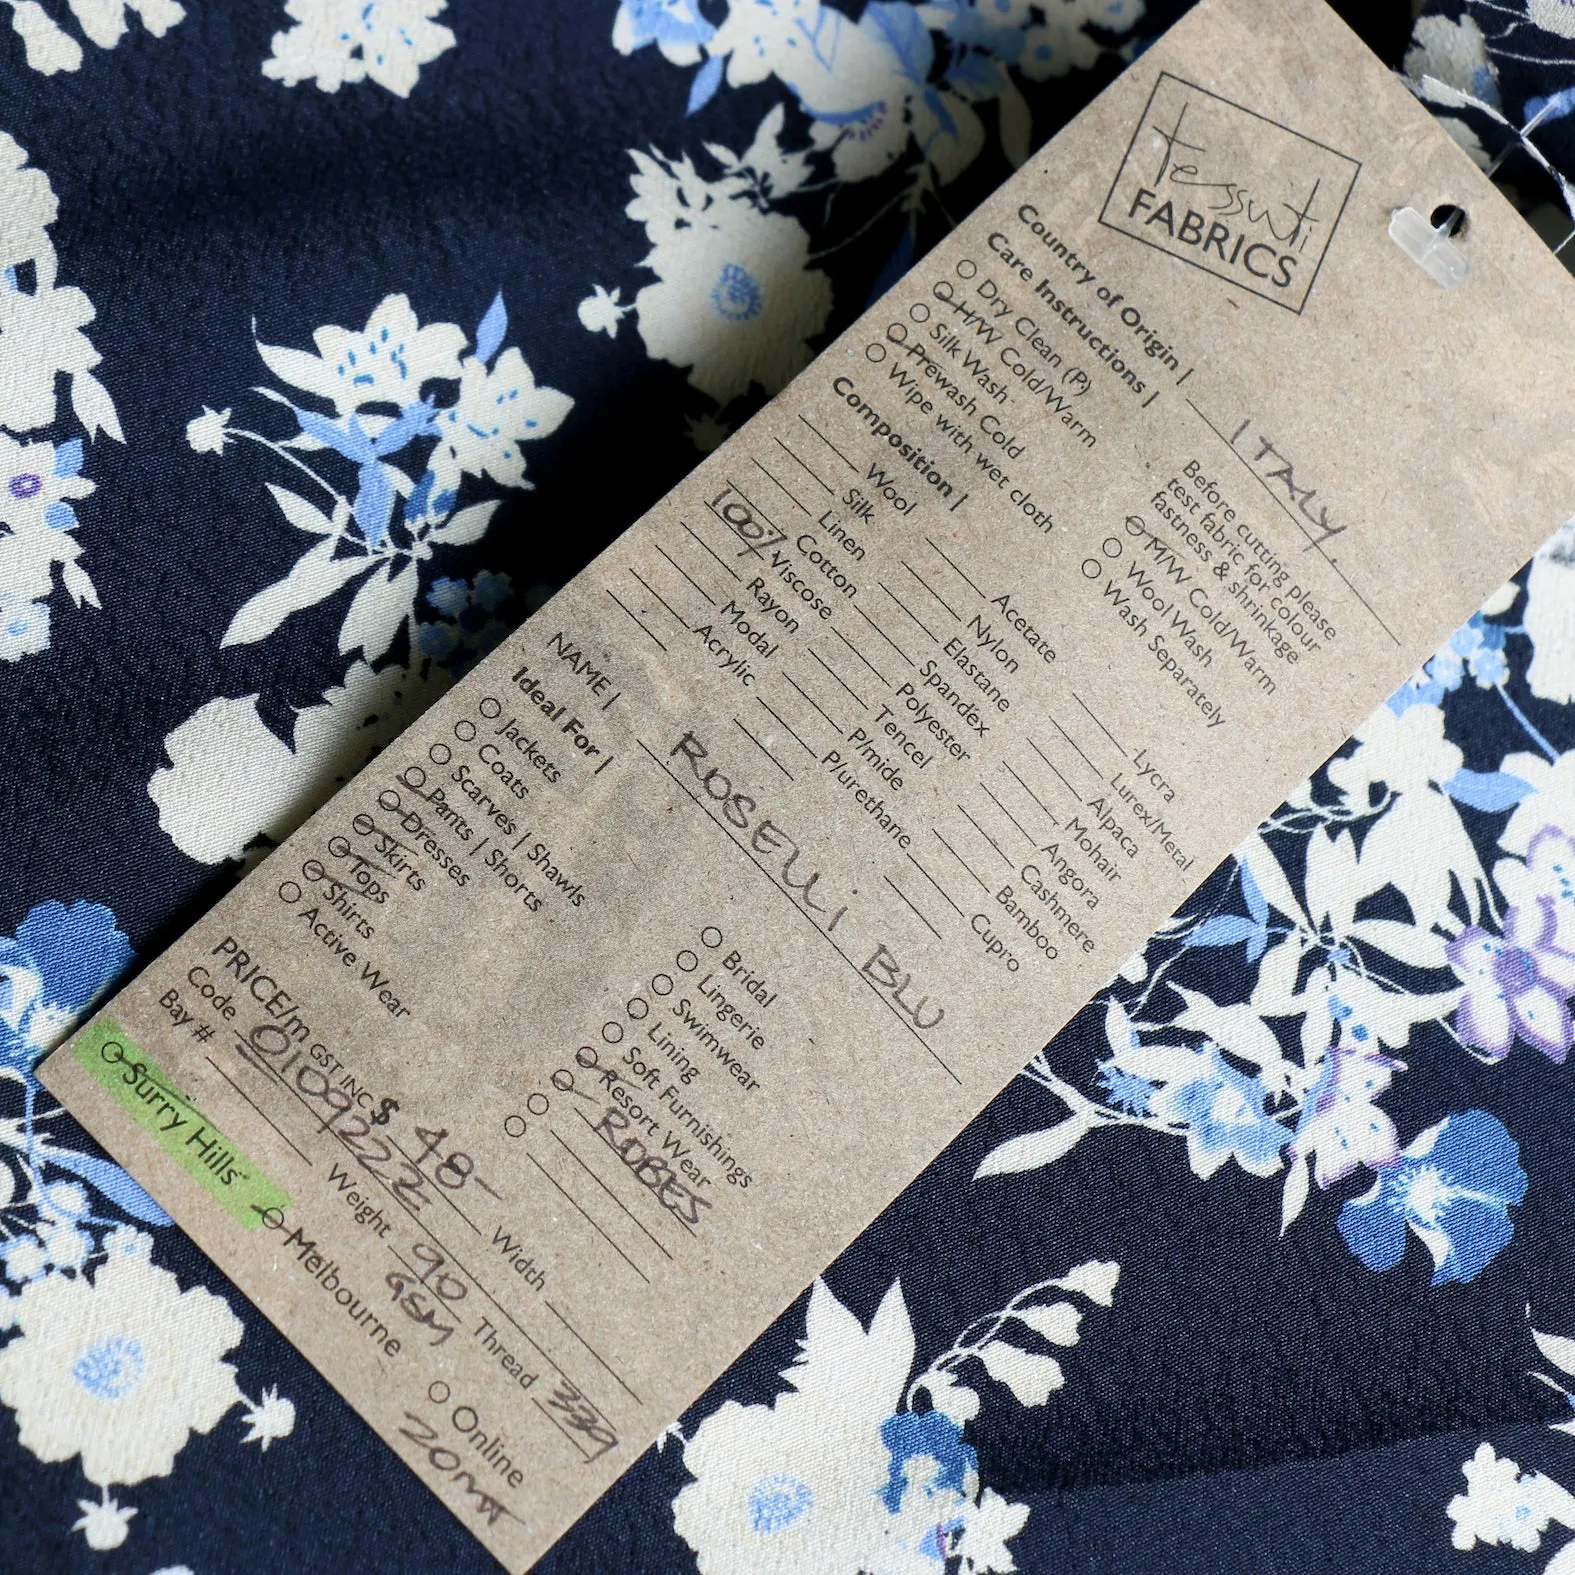 tessuti
FABRICS
Country of Origin | ITALY.
Care Instructions |
Dry Clean (P)
H/W Cold/Warm
Silk Wash
Prewash Cold
Wipe with wet cloth
Before cutting please
test fabric for colour
fastness & shrinkage
M/W Cold/Warm
Wool Wash
Wash Separately
Composition |
Wool
Silk
Linen
Cotton
100% Viscose
Rayon
Modal
Acrylic
Acetate
Nylon
Elastane
Spandex
Polyester
Tencel
P/mide
P/urethane
Lycra
Lurex/Metal
Alpaca
Mohair
Angora
Cashmere
Bamboo
Cupro
NAME | ROSELLI BLU
Ideal For |
Jackets
Coats
Scarves | Shawls
Pants | Shorts
Dresses
Skirts
Tops
Shirts
Active Wear
Bridal
Lingerie
Swimwear
Lining
Soft Furnishings
Resort Wear
ROBES
PRICE/m GST INC $ 48-
Code 0109222 Width
Bay # Weight 90 GSM Thread 339
Surry Hills Melbourne Online
20mt